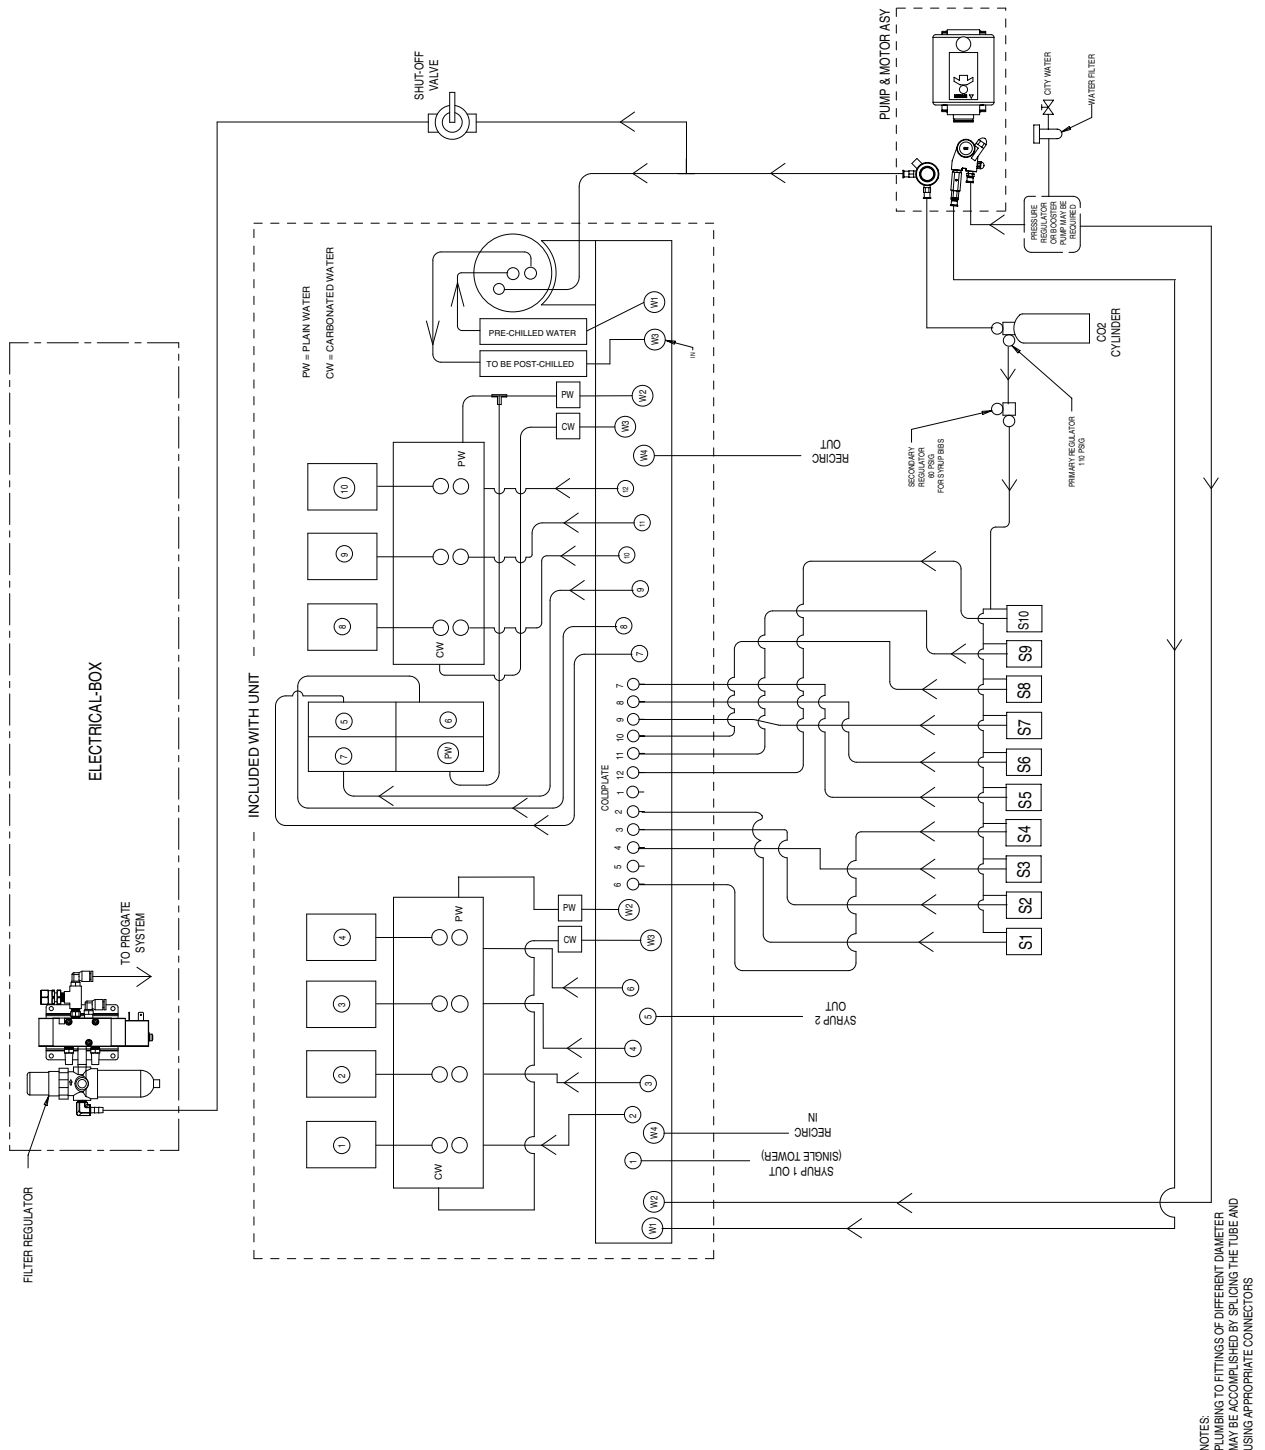 ELECTRICAL-BOX
FILTER REGULATOR
TO PROGATE
SYSTEM
SHUT-OFF
VALVE
PUMP & MOTOR ASY
CITY WATER
WATER FILTER
PRESSURE
REGULATOR
OR BOOSTER
PUMP MAY BE
REQUIRED
INCLUDED WITH UNIT
PW = PLAIN WATER
CW = CARBONATED WATER
PRE-CHILLED WATER
W1
TO BE POST-CHILLED
W3
IN
PW
W2
CW
W3
W4
RECIRC
OUT
10
9
8
PW
CW
12
11
10
9
8
7
5
6
7
PW
COLDPLATE
7
8
9
10
11
12
1
2
3
4
5
6
4
3
2
1
PW
CW
PW
W2
CW
W3
6
5
SYRUP 2
OUT
4
3
2
W4
RECIRC
IN
1
SYRUP 1 OUT
(SINGLE TOWER)
W2
W1
CO2
CYLINDER
PRIMARY REGULATOR
110 PSIG
SECONDARY
REGULATOR
60 PSIG
FOR SYRUP BIBS
S10
S9
S8
S7
S6
S5
S4
S3
S2
S1
NOTES:
PLUMBING TO FITTINGS OF DIFFERENT DIAMETER
MAY BE ACCOMPLISHED BY SPLICING THE TUBE AND
USING APPROPRIATE CONNECTORS